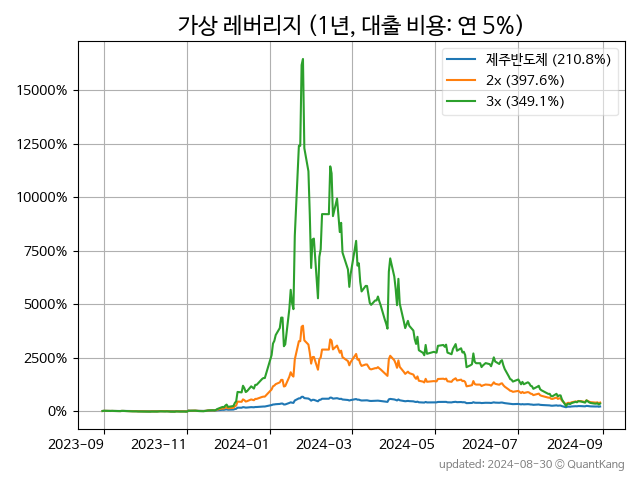 가상 레버리지 (1년, 대출 비용: 연 5%)
제주반도체 (210.8%)
2x (397.6%)
3x (349.1%)
15000%
12500%
10000%
7500%
5000%
2500%
0%
2023-09 2023-11 2024-01 2024-03 2024-05 2024-07 2024-09
updated: 2024-08-30 © QuantKang